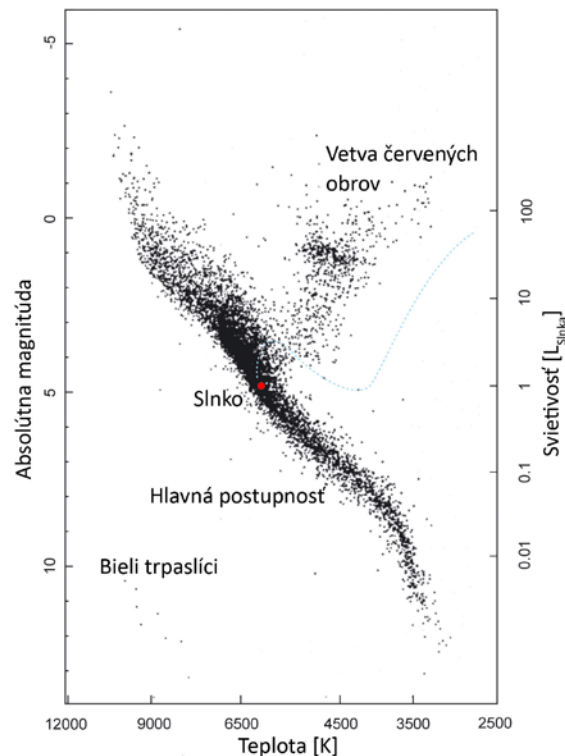 -5
0
5
10
Absolútna magnitúda
Vetva červených
obrov
Slnko
Hlavná postupnosť
Bieli trpaslíci
100
10
1
0.1
0.01
Svietivosť [L_Slnka]
12000 9000 6500 4500 3500 2500
Teplota [K]